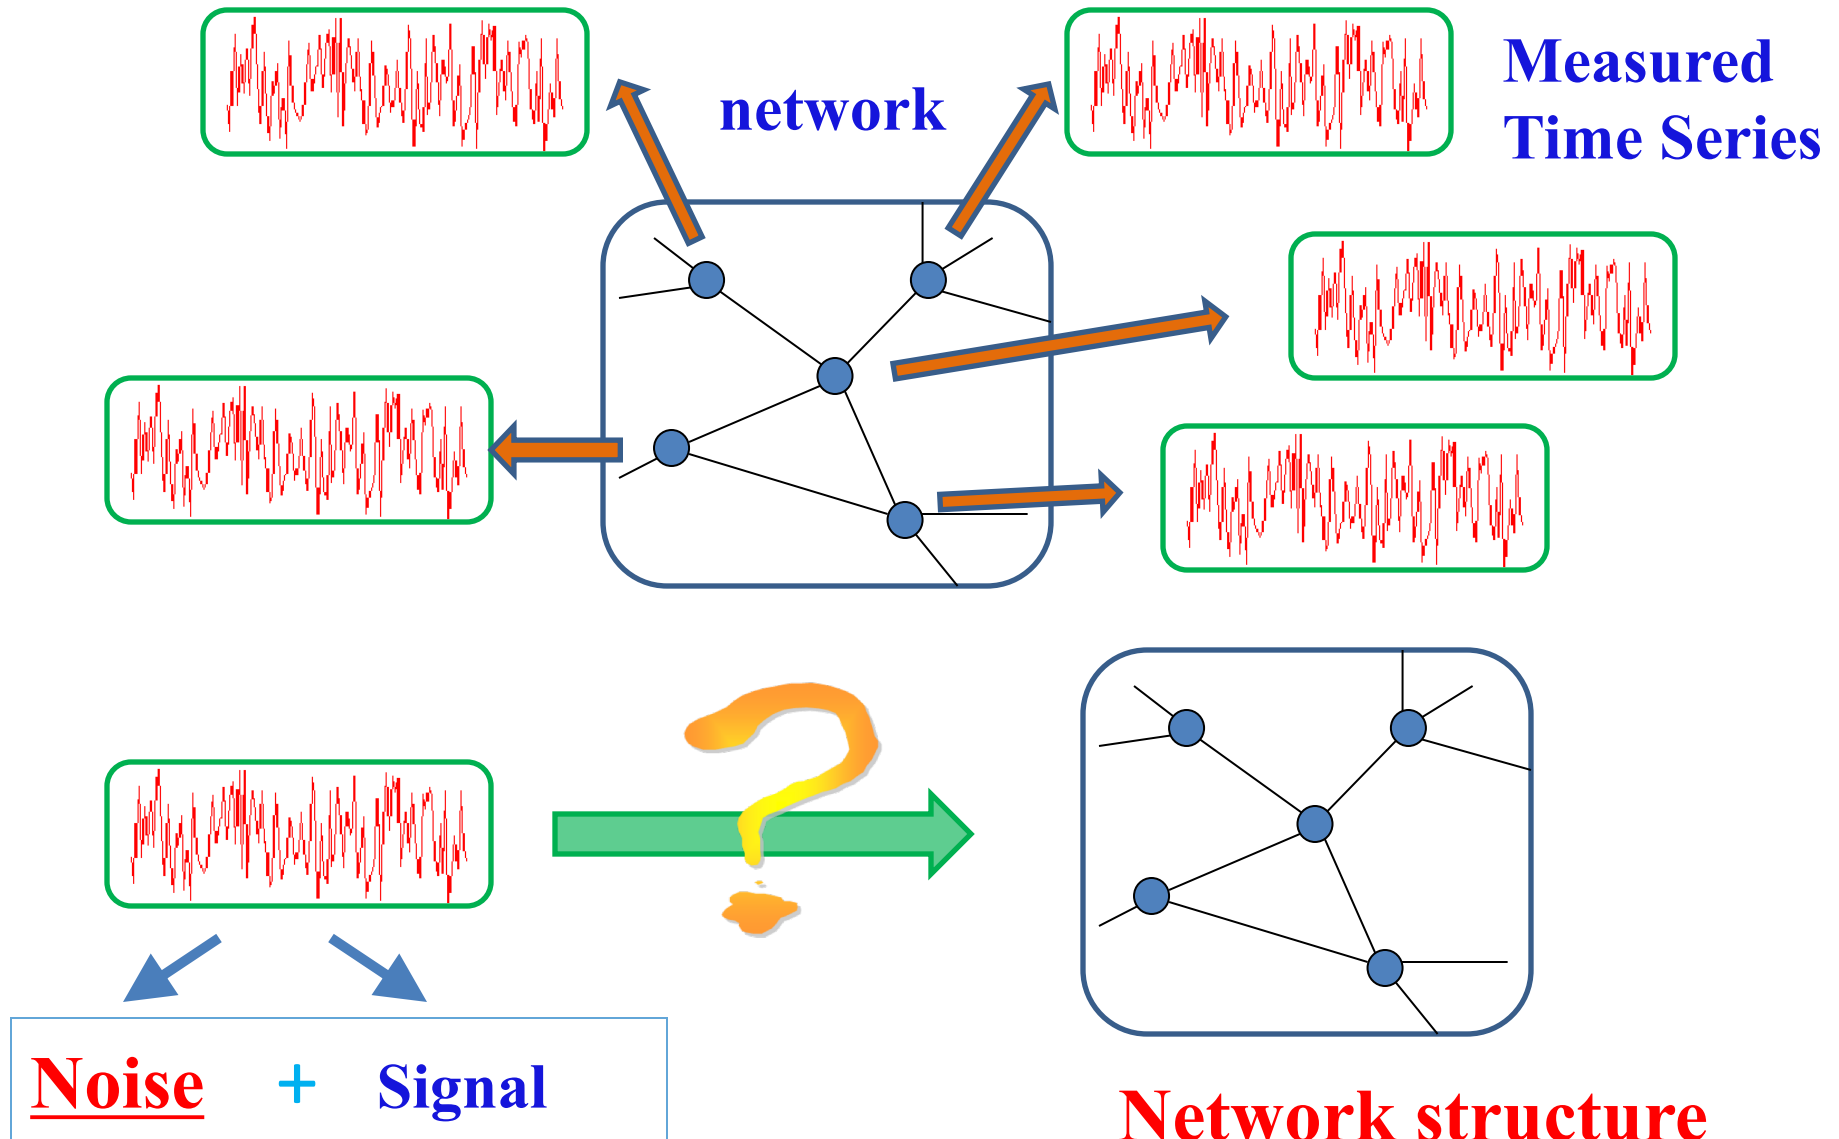 network
Measured
Time Series
Noise + Signal
Network structure